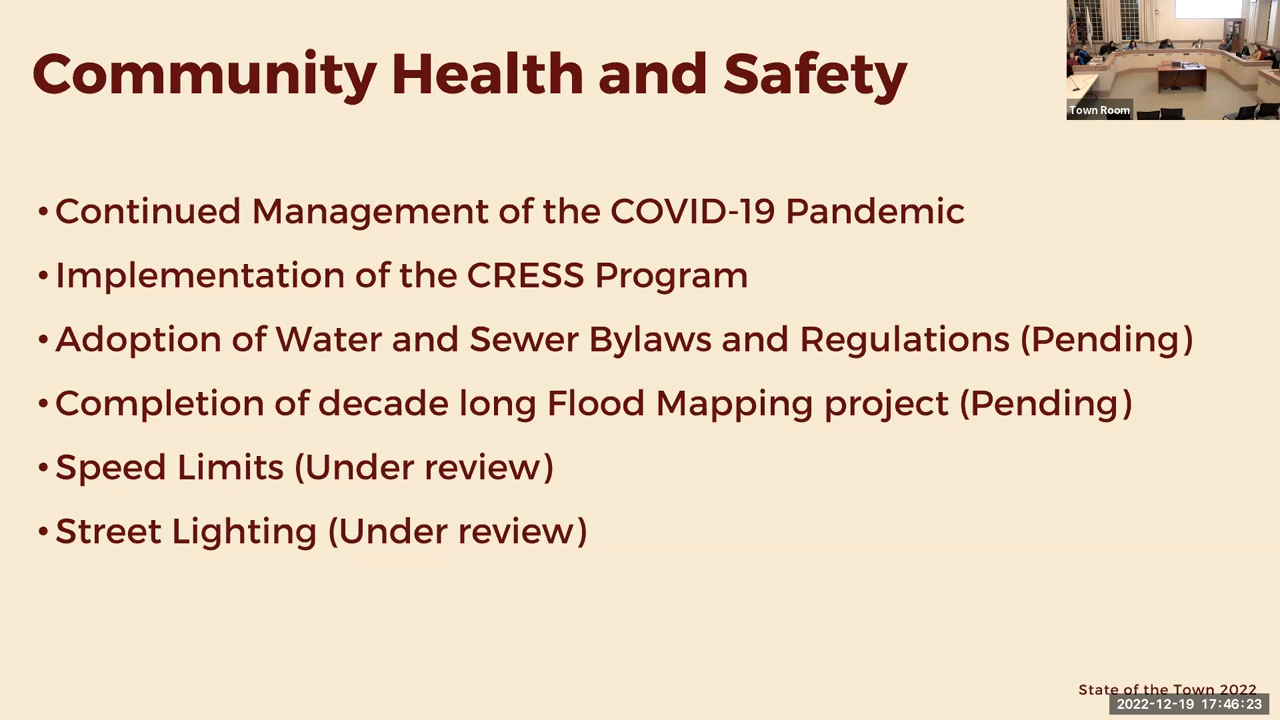 Community Health and Safety
Town Room
• Continued Management of the COVID-19 Pandemic
• Implementation of the CRESS Program
• Adoption of Water and Sewer Bylaws and Regulations (Pending)
• Completion of decade long Flood Mapping project (Pending)
• Speed Limits (Under review)
• Street Lighting (Under review)
State of the Town 2022
2022-12-19 17:46:23